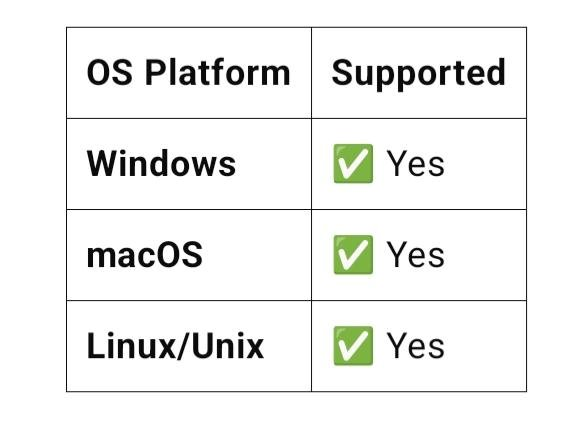 OS Platform Supported
Windows ✅ Yes
macOS ✅ Yes
Linux/Unix ✅ Yes